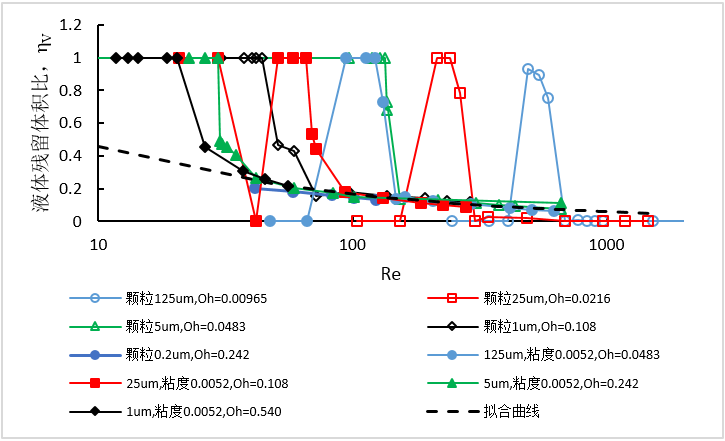 1.2
1
0.8
0.6
0.4
0.2
0
液体残留体积比，ηV
10 100 1000
Re
颗粒125um,Oh=0.00965 颗粒25um,Oh=0.0216
颗粒5um,Oh=0.0483 颗粒1um,Oh=0.108
颗粒0.2um,Oh=0.242 125um,粘度0.0052,Oh=0.0483
25um,粘度0.0052,Oh=0.108 5um,粘度0.0052,Oh=0.242
1um,粘度0.0052,Oh=0.540 拟合曲线